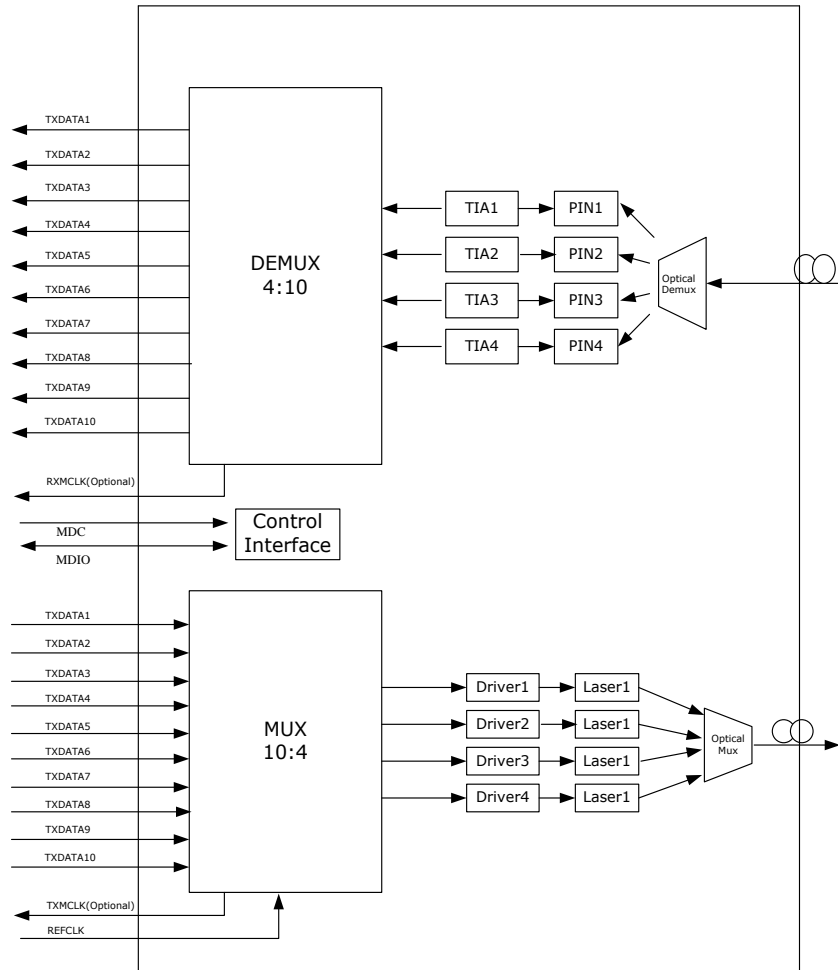 TXDATA1
TXDATA2
TXDATA3
TXDATA4
TXDATA5
TXDATA6
TXDATA7
TXDATA8
TXDATA9
TXDATA10
RXMCLK(Optional)
DEMUX
4:10
TIA1
PIN1
TIA2
PIN2
TIA3
PIN3
TIA4
PIN4
Optical
Demux
MDC
MDIO
Control
Interface
TXDATA1
TXDATA2
TXDATA3
TXDATA4
TXDATA5
TXDATA6
TXDATA7
TXDATA8
TXDATA9
TXDATA10
TXMCLK(Optional)
REFCLK
MUX
10:4
Driver1
Laser1
Driver2
Laser1
Driver3
Laser1
Driver4
Laser1
Optical
Mux